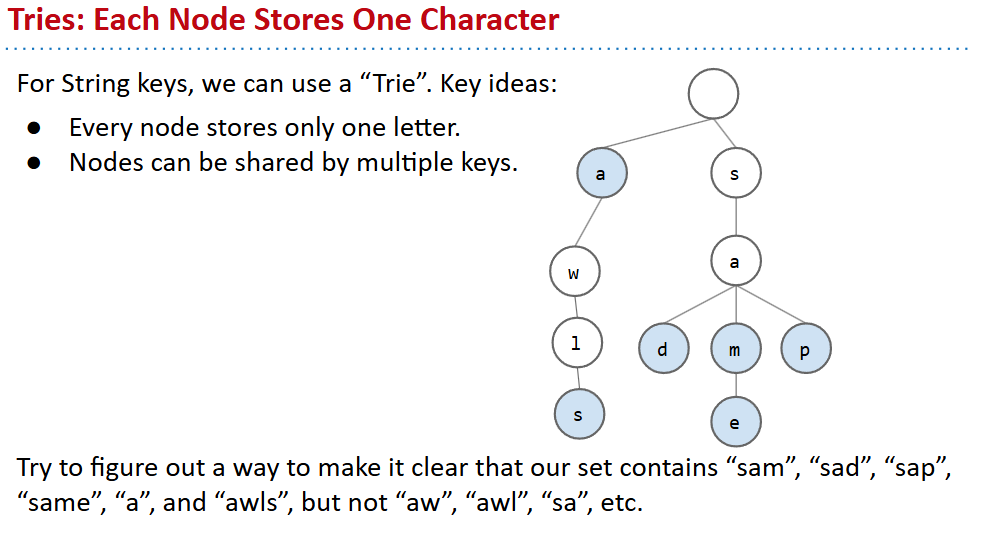 Tries: Each Node Stores One Character
For String keys, we can use a “Trie”. Key ideas:
● Every node stores only one letter.
● Nodes can be shared by multiple keys.
a
s
w
a
l
d
m
p
s
e
Try to figure out a way to make it clear that our set contains “sam”, “sad”, “sap”,
“same”, “a”, and “awls”, but not “aw”, “awl”, “sa”, etc.